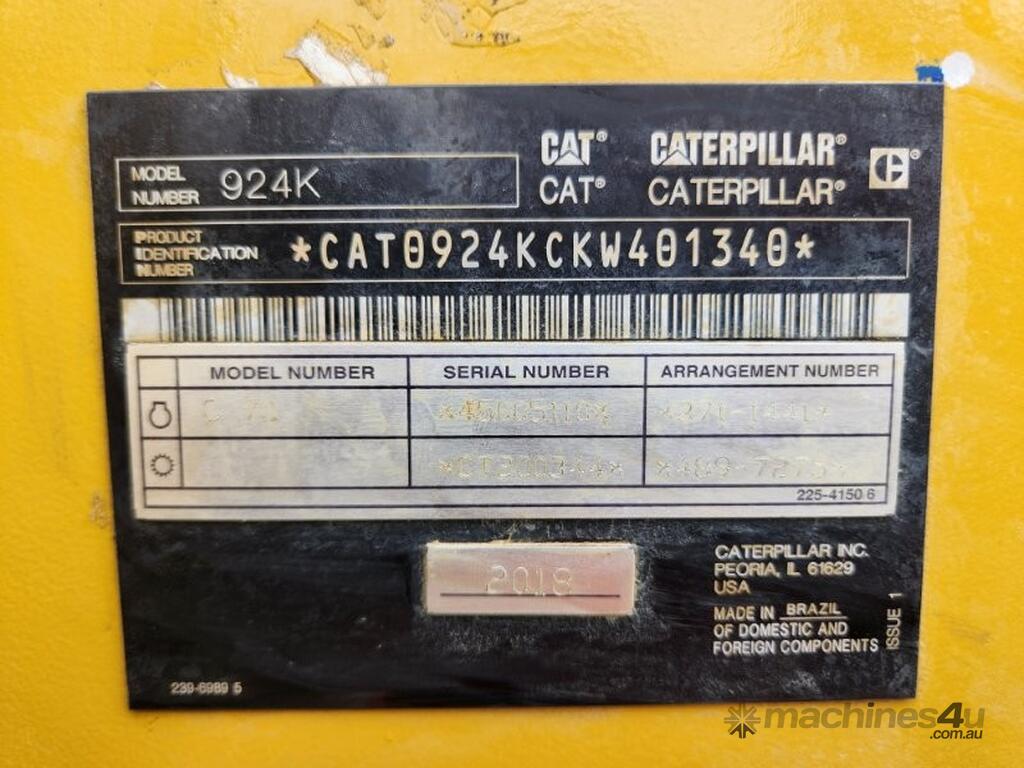 CAT® CATERPILLAR®
MODEL NUMBER 924K
CAT® CATERPILLAR®
PRODUCT IDENTIFICATION NUMBER *CAT0924KCKW401340*
MODEL NUMBER SERIAL NUMBER ARRANGEMENT NUMBER
225-4150 6
2018
CATERPILLAR INC.
PEORIA, IL 61629
USA
MADE IN BRAZIL
OF DOMESTIC AND
FOREIGN COMPONENTS
ISSUE 1
239-6989 5
machines4u
.com.au